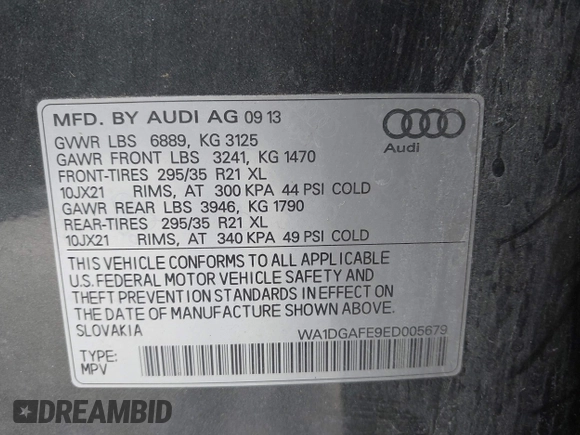 MFD. BY AUDI AG 09 13
Audi
GVWR LBS 6889, KG 3125
GAWR FRONT LBS 3241, KG 1470
FRONT-TIRES 295/35 R21 XL
10JX21 RIMS, AT 300 KPA 44 PSI COLD
GAWR REAR LBS 3946, KG 1790
REAR-TIRES 295/35 R21 XL
10JX21 RIMS, AT 340 KPA 49 PSI COLD
THIS VEHICLE CONFORMS TO ALL APPLICABLE
U.S. FEDERAL MOTOR VEHICLE SAFETY AND
THEFT PREVENTION STANDARDS IN EFFECT ON
THE DATE OF MANUFACTURE SHOWN ABOVE.
SLOVAKIA WA1DGAFE9ED005679
TYPE:
MPV
DREAMBID